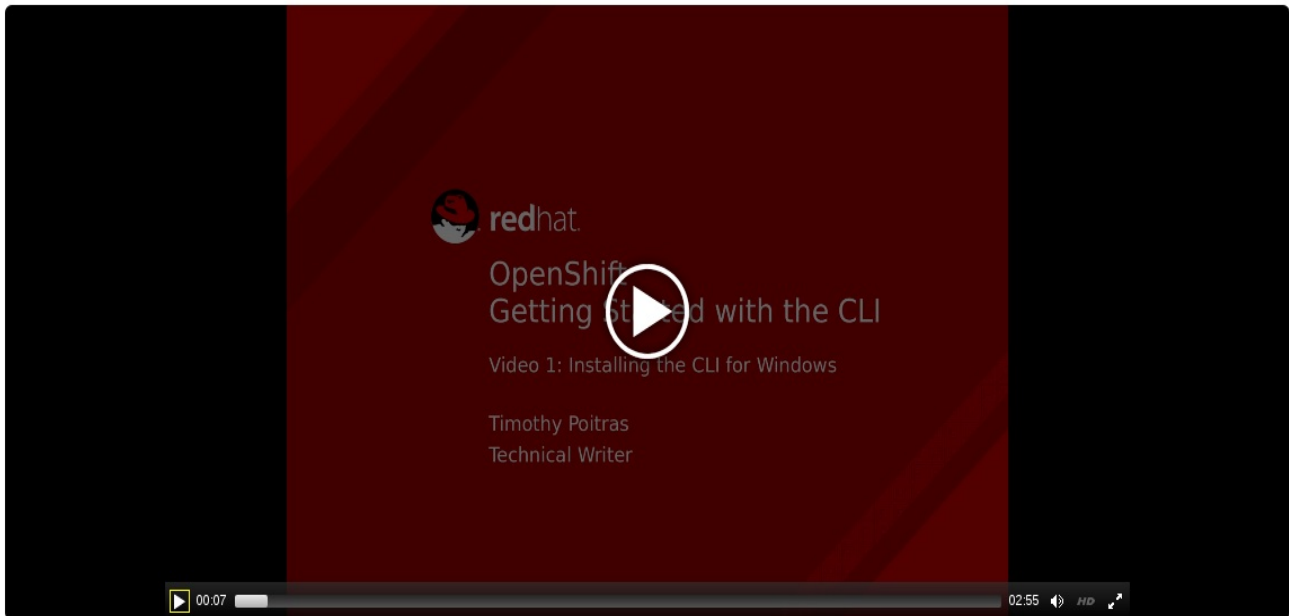 redhat.
OpenShift
Getting Started with the CLI
Video 1: Installing the CLI for Windows
Timothy Poitras
Technical Writer
00:07
02:55
HD